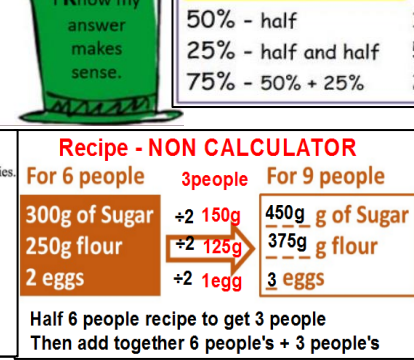 answer
makes
sense.
50% - half
25% - half and half
75% - 50% + 25%
Recipe - NON CALCULATOR
For 6 people 3people For 9 people
300g of Sugar ÷2 150g 450g g of Sugar
250g flour ÷2 125g 375g g flour
2 eggs ÷2 1egg 3 eggs
Half 6 people recipe to get 3 people
Then add together 6 people's + 3 people's